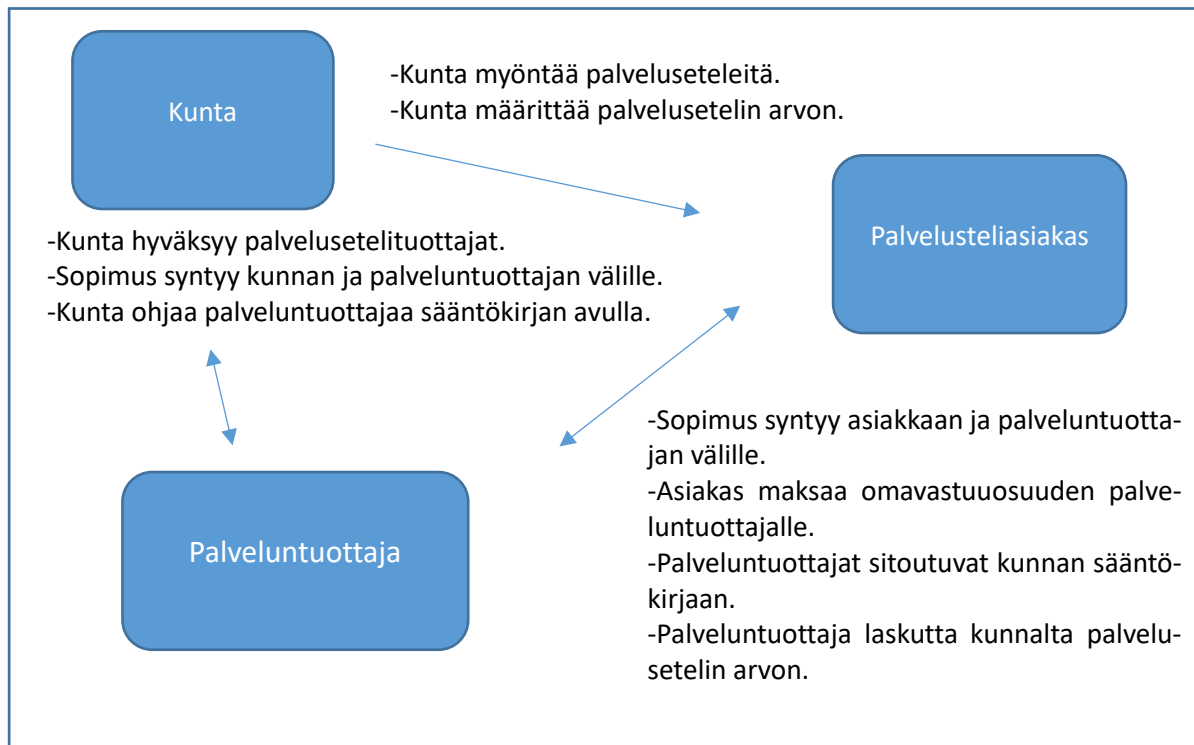 Kunta
-Kunta myöntää palveluseteleitä.
-Kunta määrittää palvelusetelin arvon.
Palvelusteliasiakas
-Kunta hyväksyy palvelusetelituottajat.
-Sopimus syntyy kunnan ja palveluntuottajan välille.
-Kunta ohjaa palveluntuottajaa sääntökirjan avulla.
Palveluntuottaja
-Sopimus syntyy asiakkaan ja palveluntuotta-
jan välille.
-Asiakas maksaa omavastuuosuuden palve-
luntuottajalle.
-Palveluntuottajat sitoutuvat kunnan sääntö-
kirjaan.
-Palveluntuottaja laskutta kunnalta palvelu-
setelin arvon.